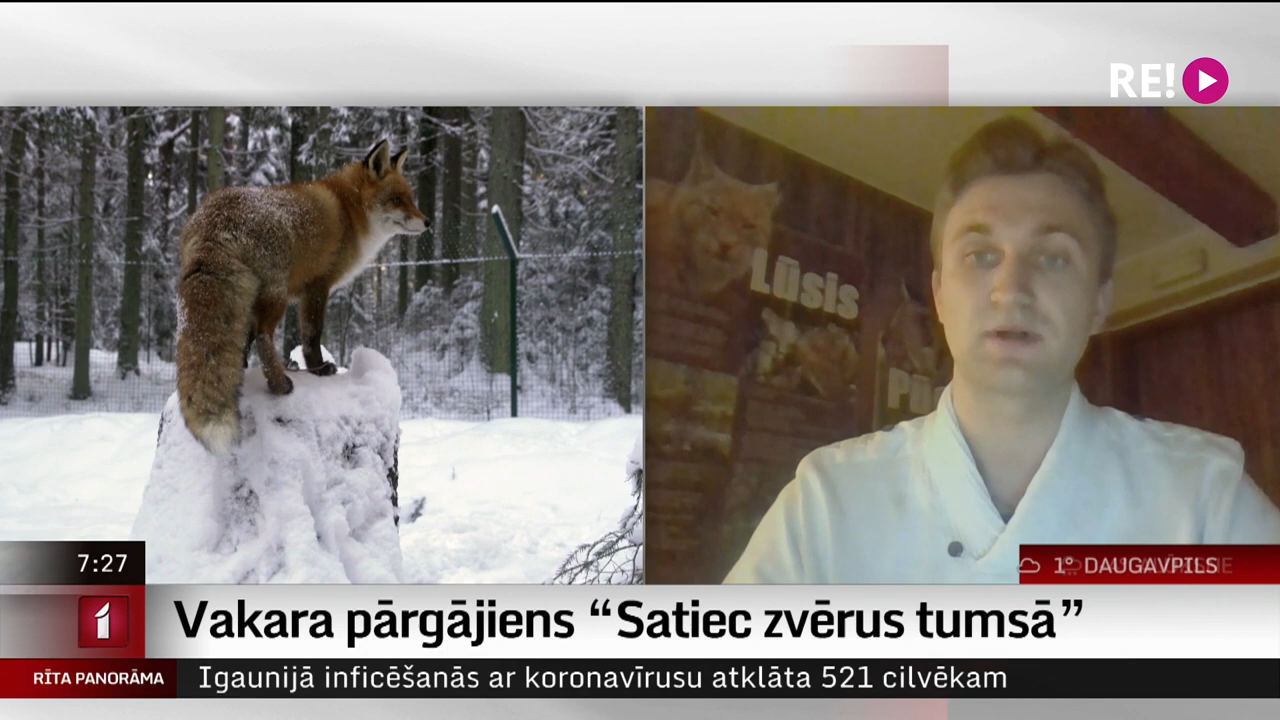 RE!
Lūsis
Pū
7:27
1° DAUGAVPILS
1
Vakara pārgājiens “Satiec zvērus tumsā”
RĪTA PANORĀMA
Igaunijā inficēšanās ar koronavīrusu atklāta 521 cilvēkam